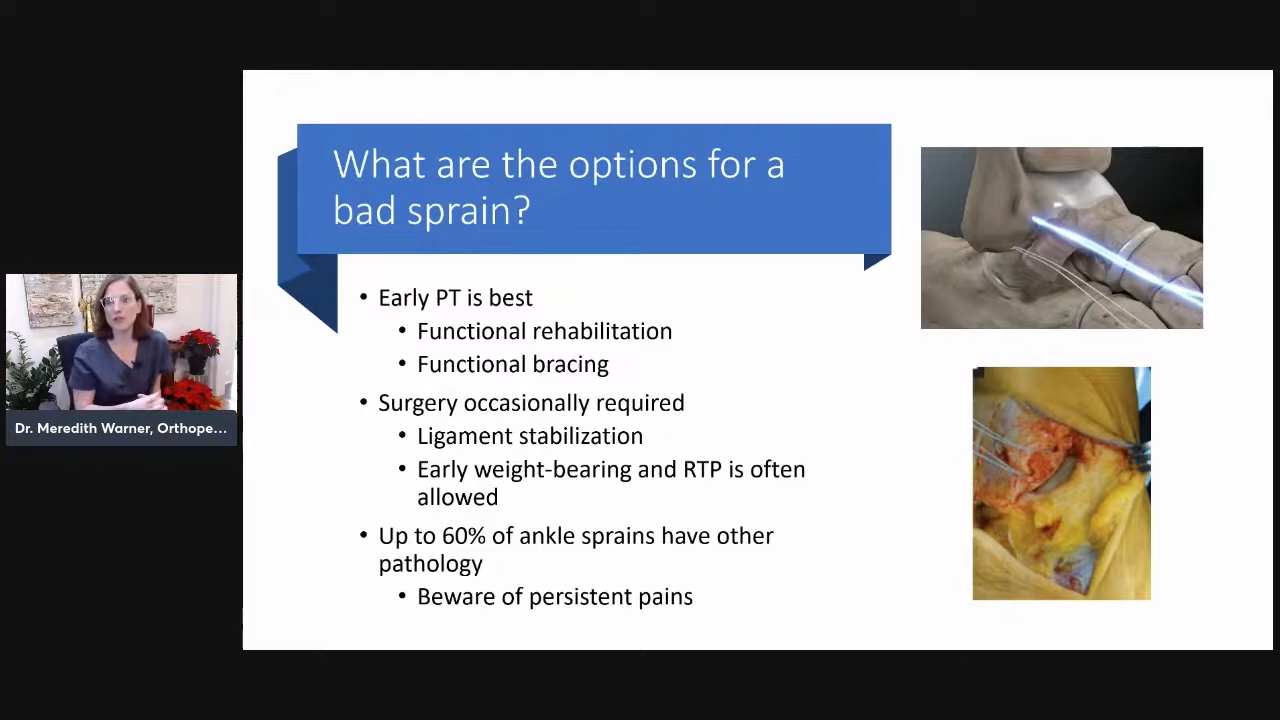 What are the options for a
bad sprain?
• Early PT is best
• Functional rehabilitation
• Functional bracing
• Surgery occasionally required
• Ligament stabilization
• Early weight-bearing and RTP is often
allowed
• Up to 60% of ankle sprains have other
pathology
• Beware of persistent pains
Dr. Meredith Warner, Orthope...